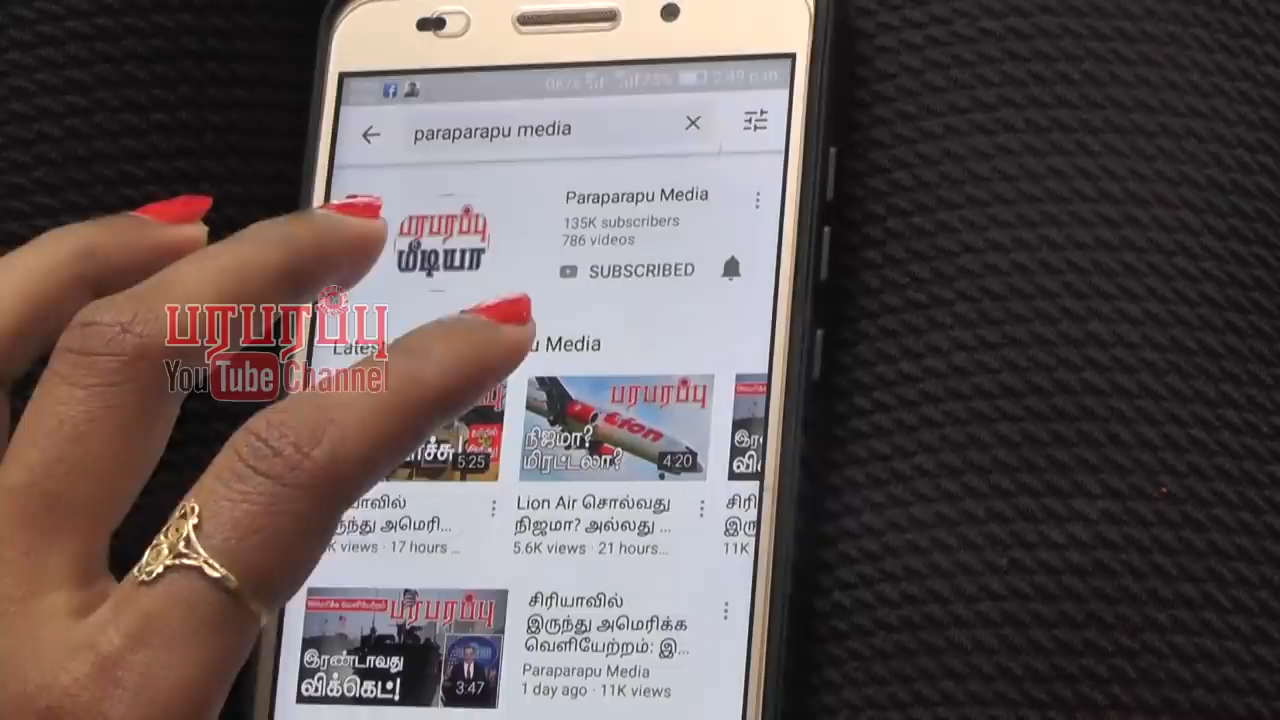 paraparapu media
பரபரப்பு
மீடியா
Paraparapu Media
135K subscribers
786 videos
SUBSCRIBED
Latest
Media
பரபரப்பு
YouTube Channel
5:25
பரபரப்பு
Lion
நிஜமா?
மிரட்டலா?
4:20
அமெரி...
views · 17 hours ...
Lion Air சொல்வது
நிஜமா? அல்லது ...
5.6K views · 21 hours...
11K
பரபரப்பு
இரண்டாவது
விக்கெட்!
3:47
சிரியாவில்
இருந்து அமெரிக்க
வெளியேற்றம்: இ...
Paraparapu Media
1 day ago · 11K views